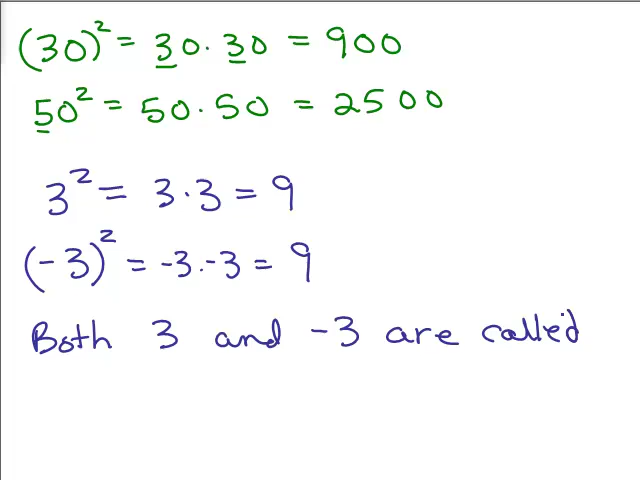 (30)² = 30 · 30 = 900
50² = 50 · 50 = 2500
3² = 3 · 3 = 9
(-3)² = -3 · -3 = 9
Both 3 and -3 are called